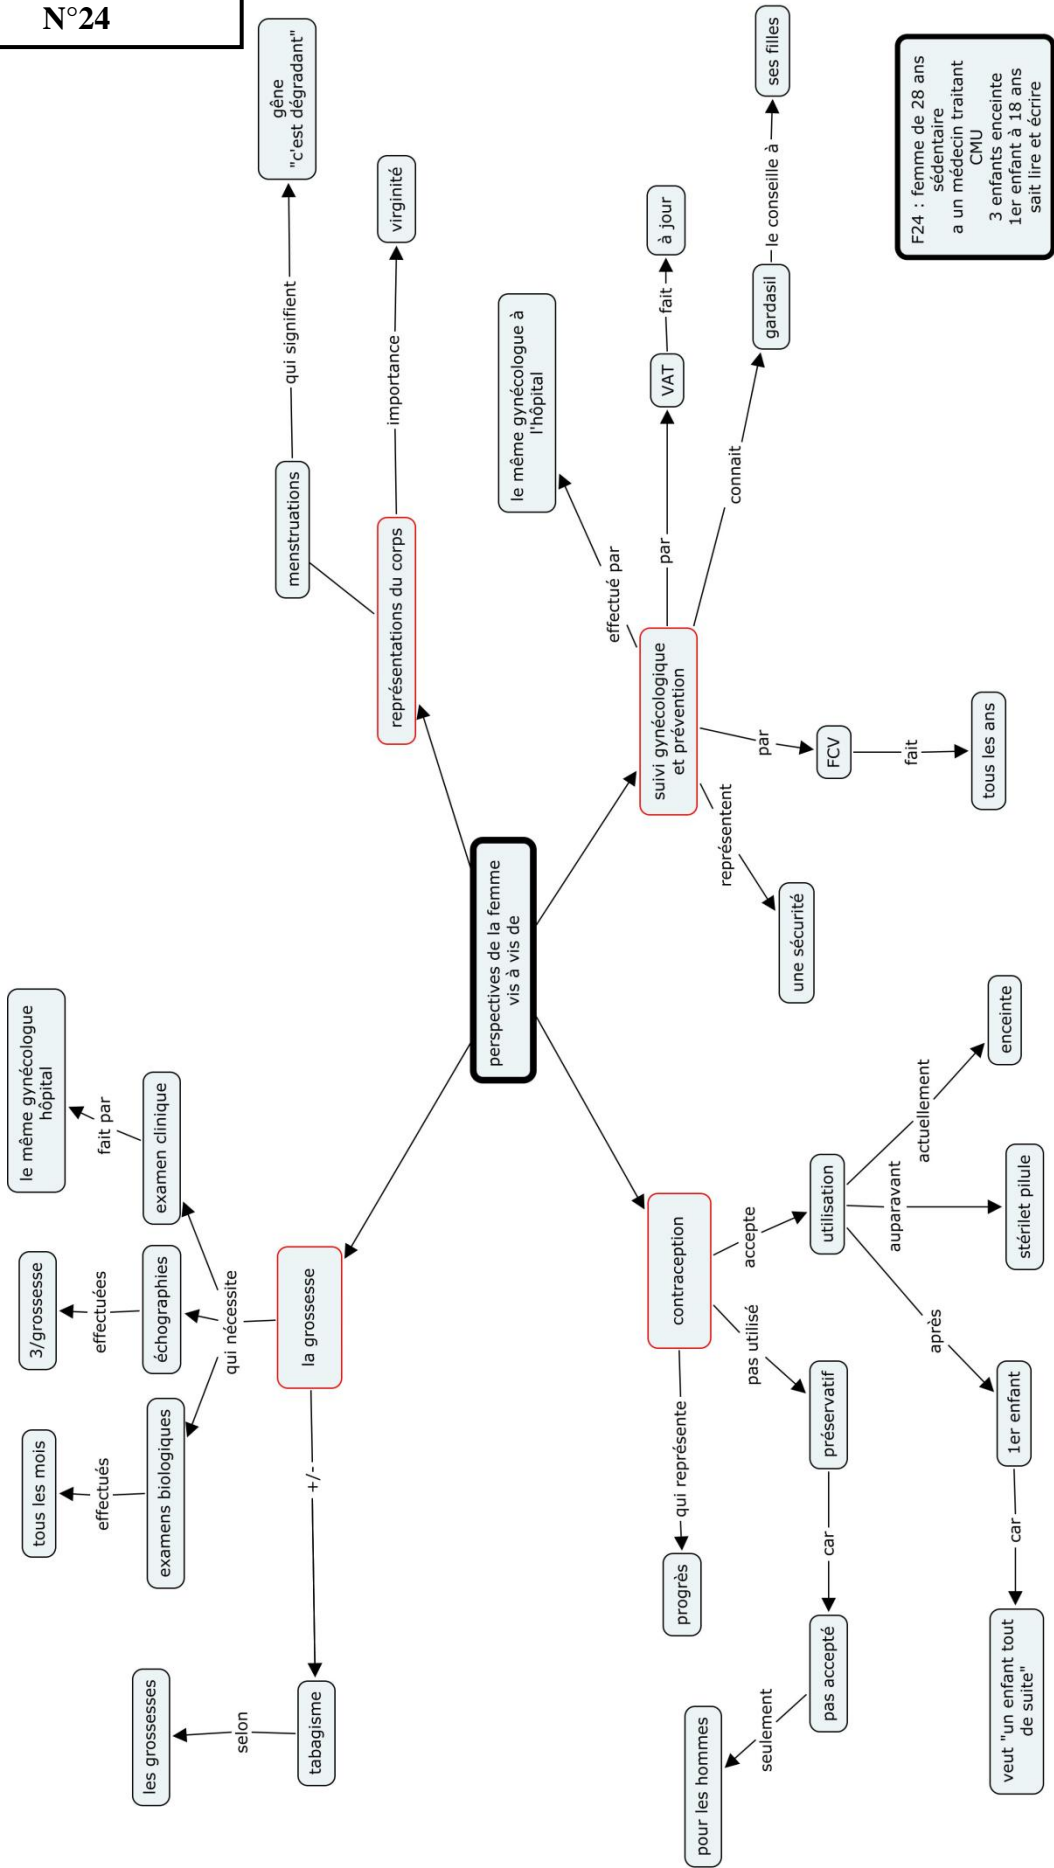 N°24
gêne
"c'est dégradant"
qui signifient
menstruations
virginité
importance
représentations du corps
perspectives de la femme
vis à vis de
suivi gynécologique
et prévention
effectué par
le même gynécologue à
l'hôpital
par
VAT
fait
à jour
connait
gardasil
le conseille à
ses filles
par
FCV
fait
tous les ans
représentent
une sécurité
la grossesse
qui nécessite
examen clinique
fait par
le même gynécologue
hôpital
échographies
effectuées
3/grossesse
examens biologiques
effectués
tous les mois
+/-
tabagisme
selon
les grossesses
contraception
accepte
utilisation
actuellement
enceinte
auparavant
stérilet pilule
après
1er enfant
car
veut "un enfant tout
de suite"
pas utilisé
préservatif
car
pas accepté
seulement
pour les hommes
qui représente
progrès
F24 : femme de 28 ans
sédentaire
a un médecin traitant
CMU
3 enfants enceinte
1er enfant à 18 ans
sait lire et écrire